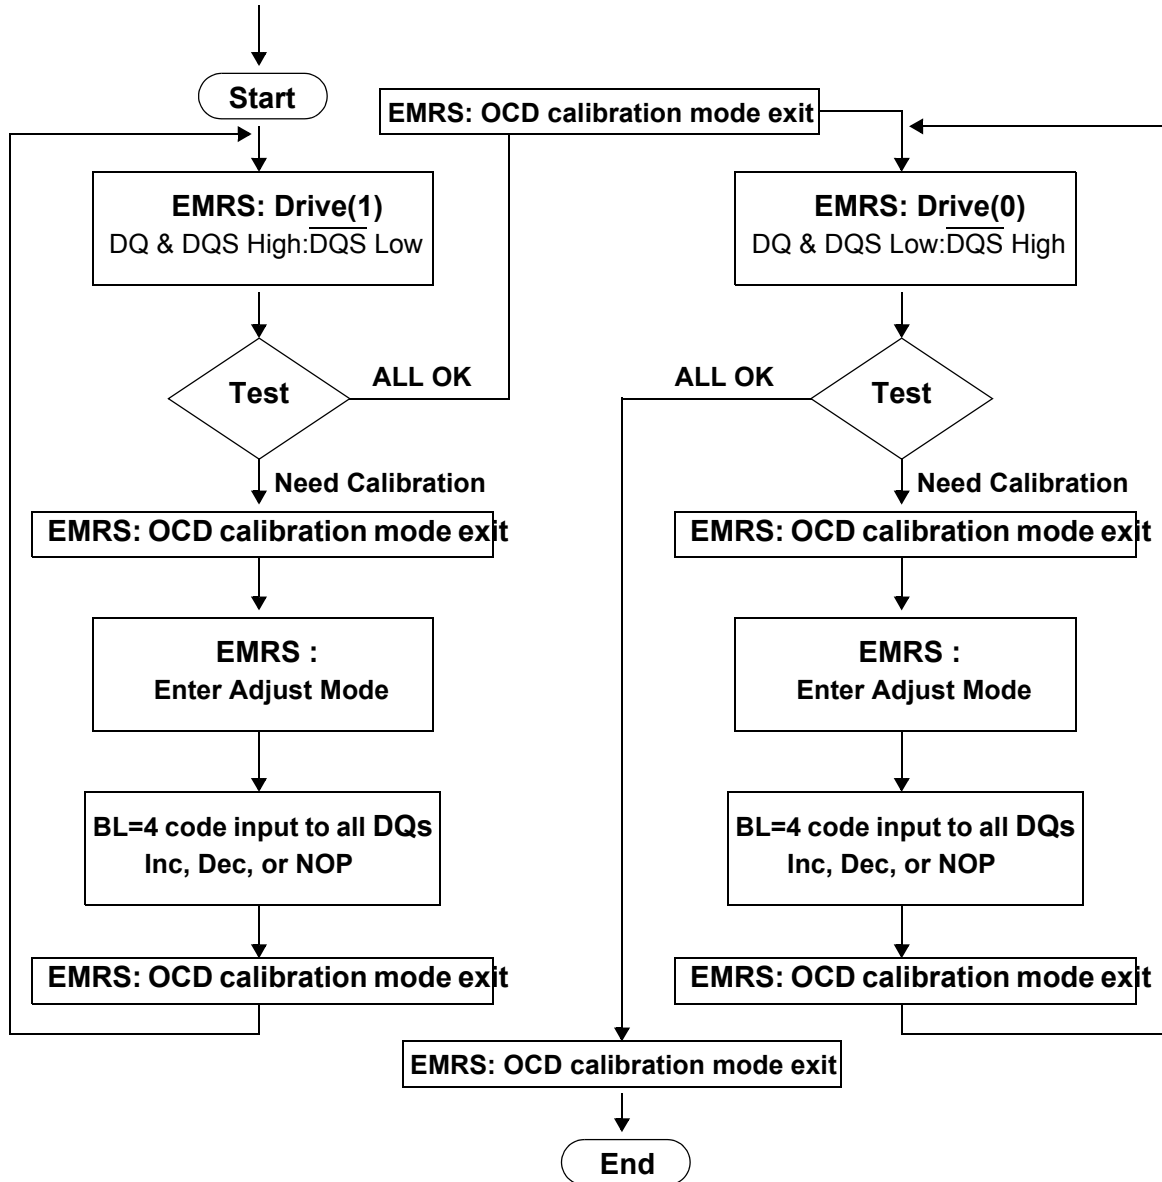 Start
EMRS: OCD calibration mode exit
EMRS: Drive(1)
DQ & DQS High:D̅Q̅S̅ Low
Test
ALL OK
Need Calibration
EMRS: OCD calibration mode exit
EMRS :
Enter Adjust Mode
BL=4 code input to all DQs
Inc, Dec, or NOP
EMRS: OCD calibration mode exit
EMRS: Drive(0)
DQ & DQS Low:D̅Q̅S̅ High
ALL OK
Test
Need Calibration
EMRS: OCD calibration mode exit
EMRS :
Enter Adjust Mode
BL=4 code input to all DQs
Inc, Dec, or NOP
EMRS: OCD calibration mode exit
EMRS: OCD calibration mode exit
End